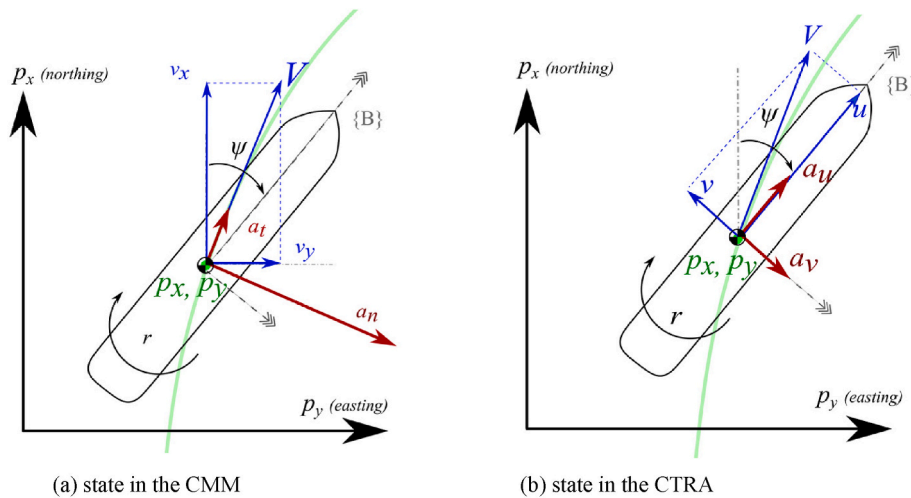 p_x (northing)
v_x
V
{B}
ψ
a_t
v_y
p_x, p_y
a_n
r
p_y (easting)
(a) state in the CMM
p_x (northing)
V
{B
ψ
u
v
a_u
a_v
p_x, p_y
r
p_y (easting)
(b) state in the CTRA